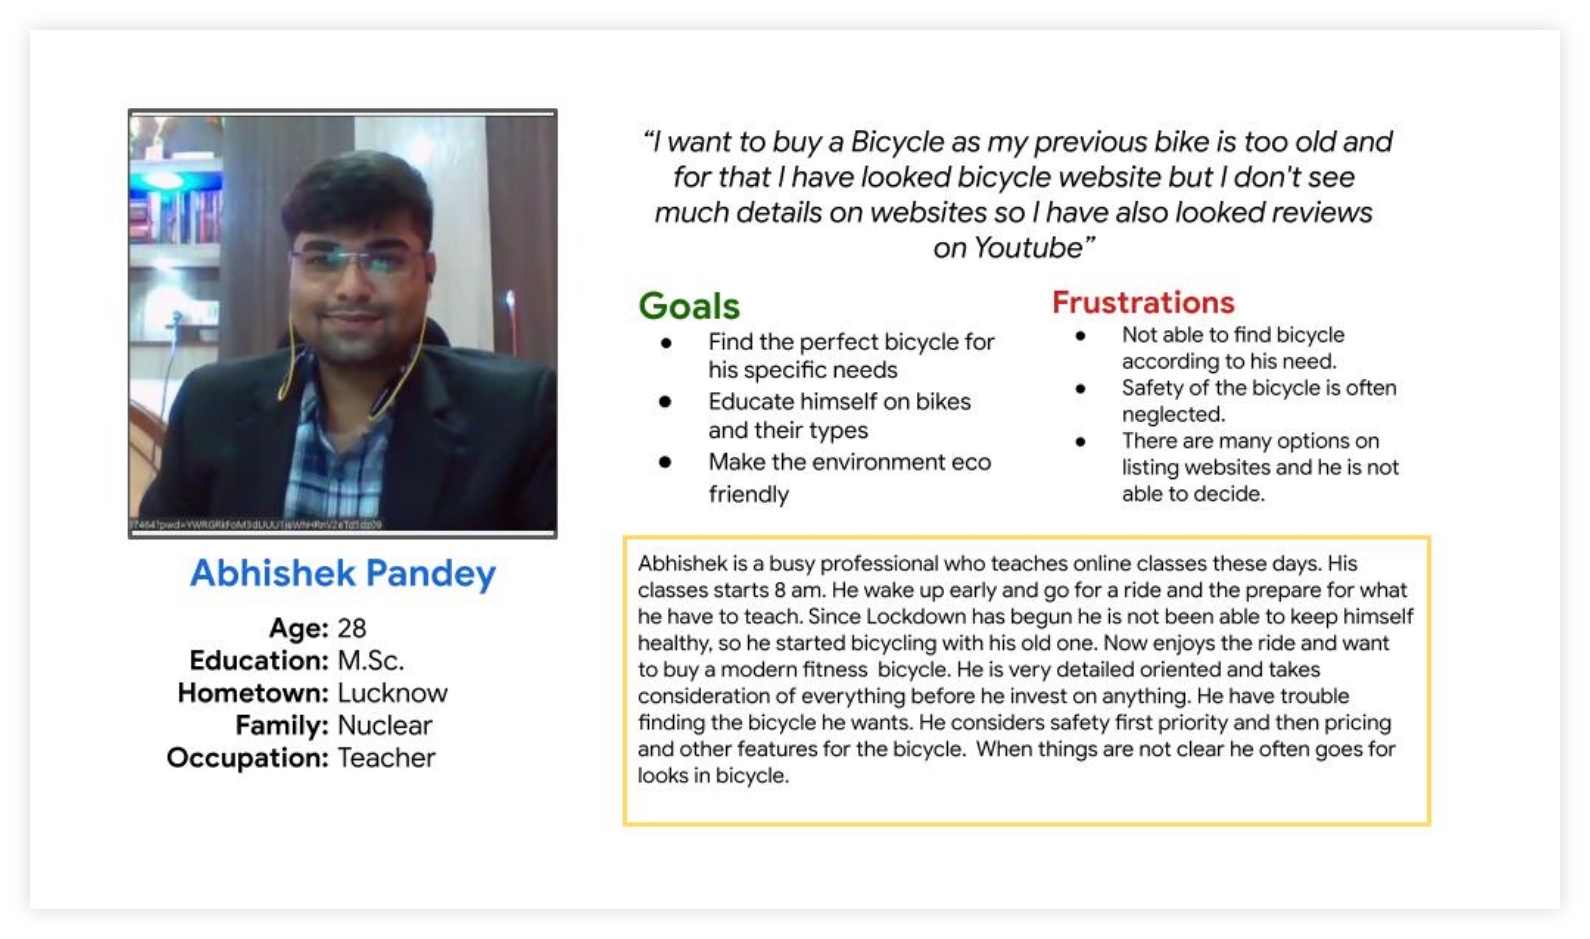 “I want to buy a Bicycle as my previous bike is too old and
for that I have looked bicycle website but I don't see
much details on websites so I have also looked reviews
on Youtube”
Goals
● Find the perfect bicycle for
his specific needs
● Educate himself on bikes
and their types
● Make the environment eco
friendly
Frustrations
● Not able to find bicycle
according to his need.
● Safety of the bicycle is often
neglected.
● There are many options on
listing websites and he is not
able to decide.
Abhishek Pandey
Age: 28
Education: M.Sc.
Hometown: Lucknow
Family: Nuclear
Occupation: Teacher
Abhishek is a busy professional who teaches online classes these days. His
classes starts 8 am. He wake up early and go for a ride and the prepare for what
he have to teach. Since Lockdown has begun he is not been able to keep himself
healthy, so he started bicycling with his old one. Now enjoys the ride and want
to buy a modern fitness  bicycle. He is very detailed oriented and takes
consideration of everything before he invest on anything. He have trouble
finding the bicycle he wants. He considers safety first priority and then pricing
and other features for the bicycle.  When things are not clear he often goes for
looks in bicycle.